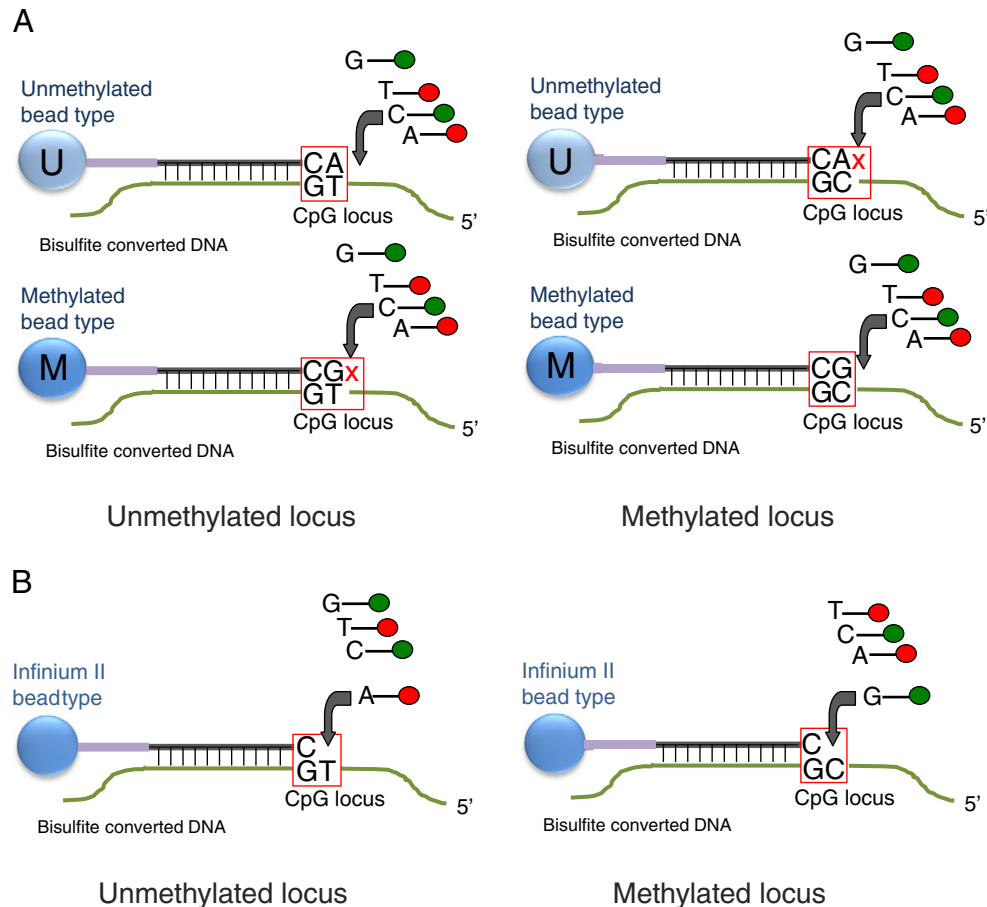 A
G
T
C
A
Unmethylated
bead type
U
CA
GT
CpG locus
5’
Bisulfite converted DNA
G
T
C
A
Unmethylated
bead type
U
CAx
GC
CpG locus
5’
Bisulfite converted DNA
G
T
C
A
Methylated
bead type
M
CGx
GT
CpG locus
5’
Bisulfite converted DNA
G
T
C
A
Methylated
bead type
M
CG
GC
CpG locus
5’
Bisulfite converted DNA
Unmethylated locus
Methylated locus
B
G
T
C
A
Infinium II
beadtype
C
GT
CpG locus
5’
Bisulfite converted DNA
T
C
A
G
Infinium II
bead type
C
GC
CpG locus
5’
Bisulfite converted DNA
Unmethylated locus
Methylated locus